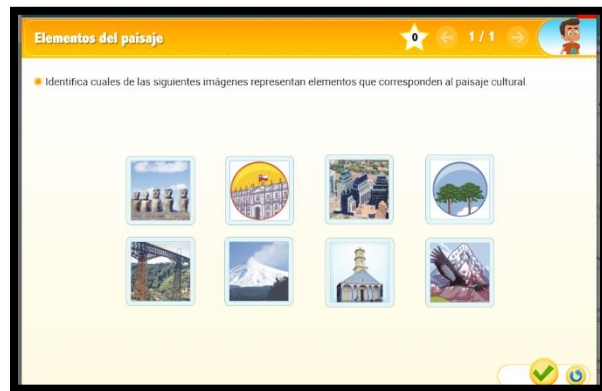 Elementos del paisaje
0
1 / 1
Identifica cuales de las siguientes imágenes representan elementos que corresponden al paisaje cultural.